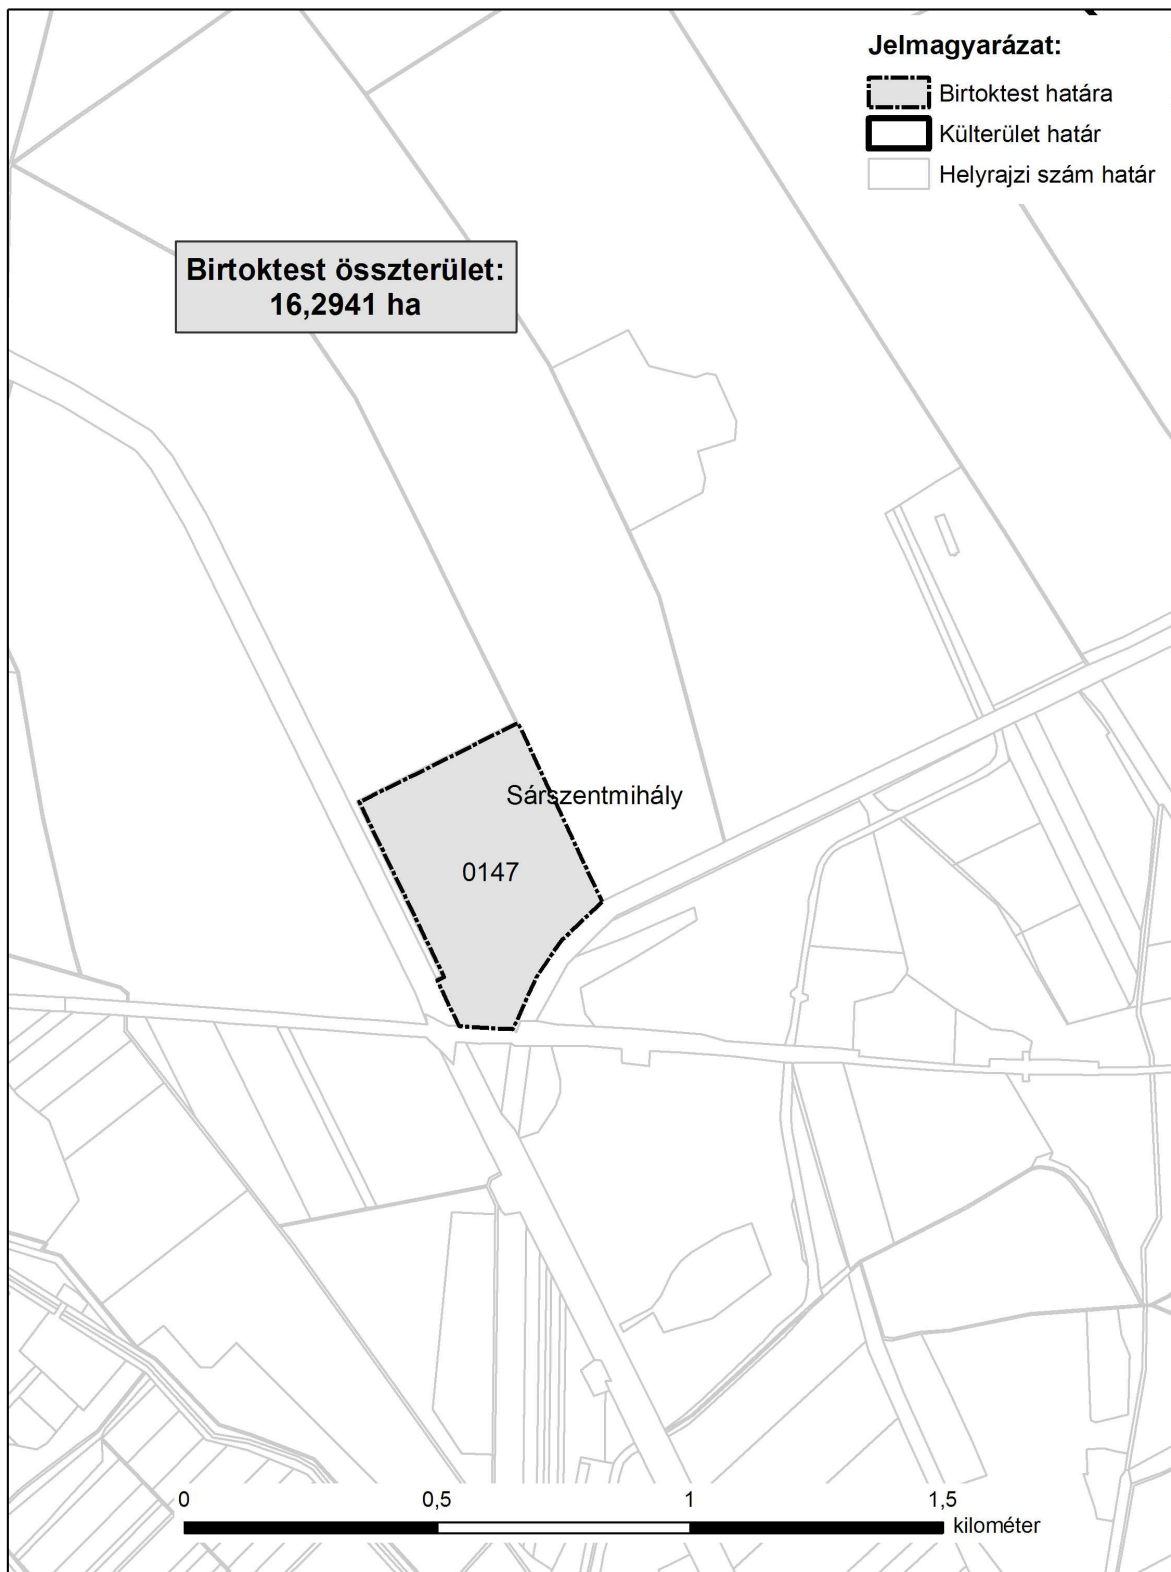 Jelmagyarázat:
Birtoktest határa
Külterület határ
Helyrajzi szám határ
Birtoktest összterület:
16,2941 ha
Sárszentmihály
0147
0 0,5 1 1,5
kilométer